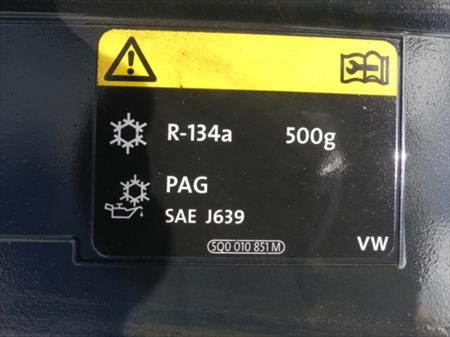 R-134a 500g
PAG
SAE J639
5Q0 010 851 M
VW